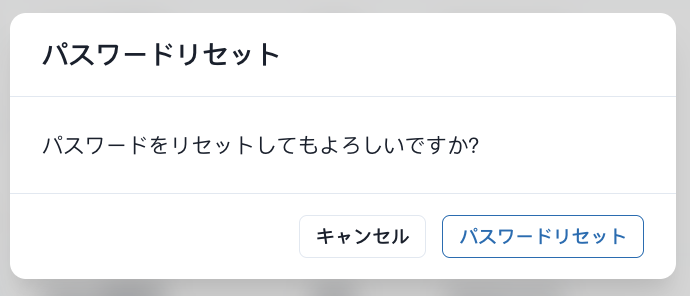 パスワードリセット
パスワードをリセットしてもよろしいですか?
キャンセル
パスワードリセット